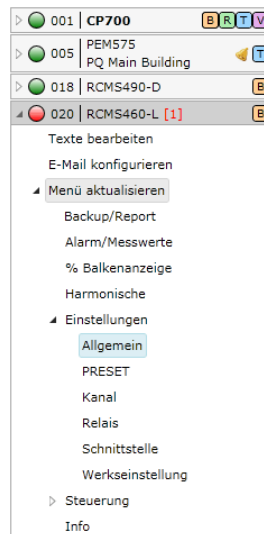 001 CP700 B R T V
005 PEM575
PQ Main Building T
018 RCMS490-D B
020 RCMS460-L [1] B
Texte bearbeiten
E-Mail konfigurieren
Menü aktualisieren
Backup/Report
Alarm/Messwerte
% Balkenanzeige
Harmonische
Einstellungen
Allgemein
PRESET
Kanal
Relais
Schnittstelle
Werkseinstellung
Steuerung
Info